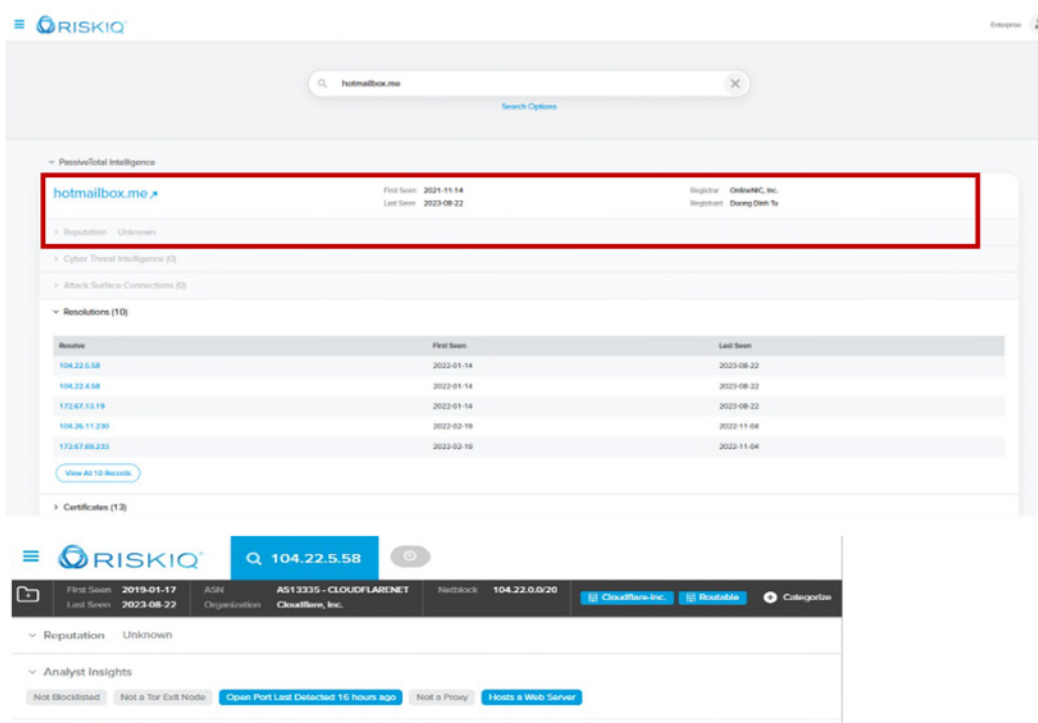 RISKIQ
Enterprise
hotmailbox.me
Search Options
PassiveTotal Intelligence
hotmailbox.me
First Seen 2021-11-14 Registrar OnlineNIC, Inc.
Last Seen 2023-08-22 Registrant Duong Dinh Tu
Reputation Unknown
Cyber Threat Intelligence (0)
Attack Surface Connections (0)
Resolutions (10)
Resolve First Seen Last Seen
104.22.5.58 2022-01-14 2023-08-22
104.22.4.58 2022-01-14 2023-08-22
172.67.13.19 2022-01-14 2023-08-22
104.26.11.230 2022-02-19 2022-11-04
172.67.69.233 2022-02-19 2022-11-04
View All 10 Records
Certificates (13)
RISKIQ 104.22.5.58
First Seen 2019-01-17 ASN AS13335 - CLOUDFLARENET Netblock 104.22.0.0/20 Cloudflare-Inc. Routable Categorize
Last Seen 2023-08-22 Organization Cloudflare, Inc.
Reputation Unknown
Analyst Insights
Not Blocklisted Not a Tor Exit Node Open Port Last Detected 16 hours ago Not a Proxy Hosts a Web Server